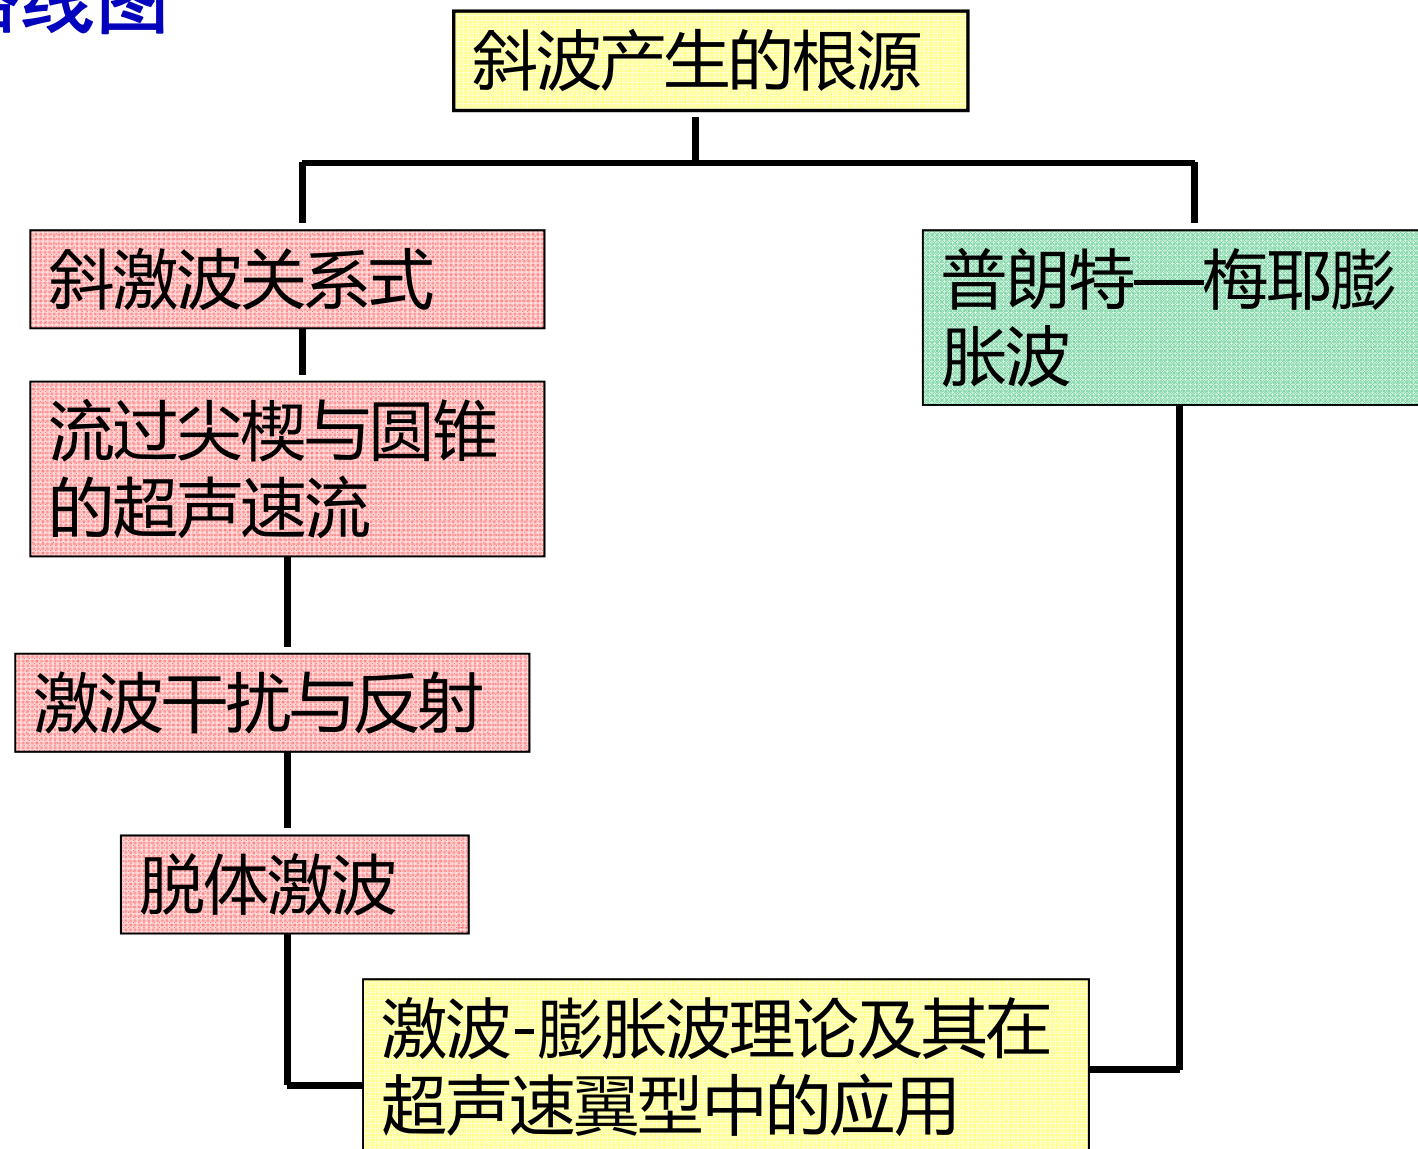 路线图
斜波产生的根源
斜激波关系式
普朗特—梅耶膨
胀波
流过尖楔与圆锥
的超声速流
激波干扰与反射
脱体激波
激波-膨胀波理论及其在
超声速翼型中的应用